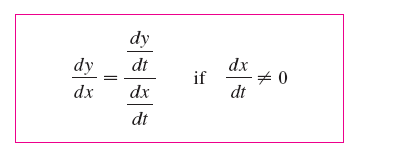 dy/dx = (dy/dt)/(dx/dt) if dx/dt ≠ 0